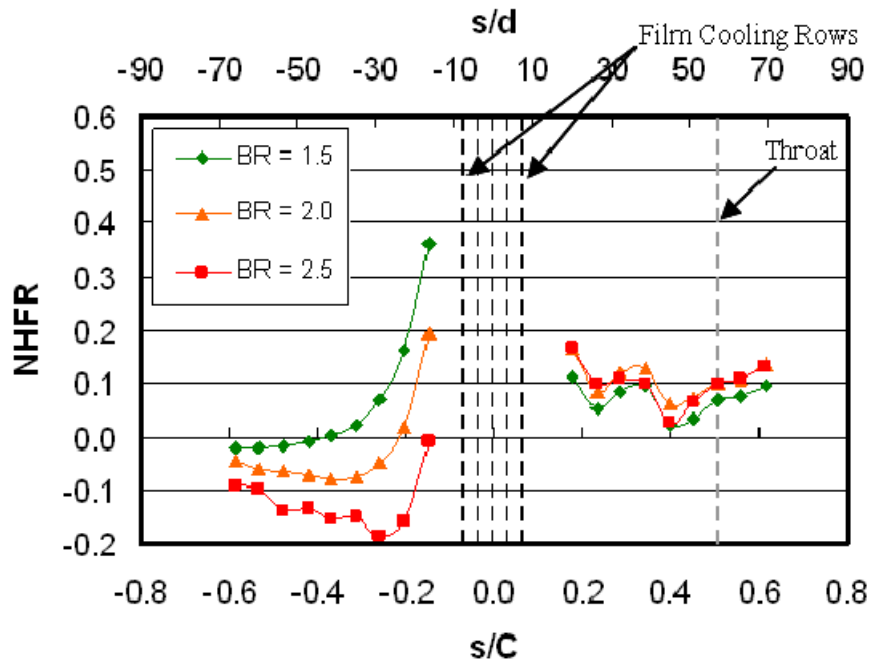 s/d
Film Cooling Rows
-90 -70 -50 -30 -10 10 30 50 70 90
0.6
0.5
0.4
0.3
0.2
0.1
0.0
-0.1
-0.2
NHFR
BR = 1.5
BR = 2.0
BR = 2.5
Throat
-0.8 -0.6 -0.4 -0.2 0.0 0.2 0.4 0.6 0.8
s/C